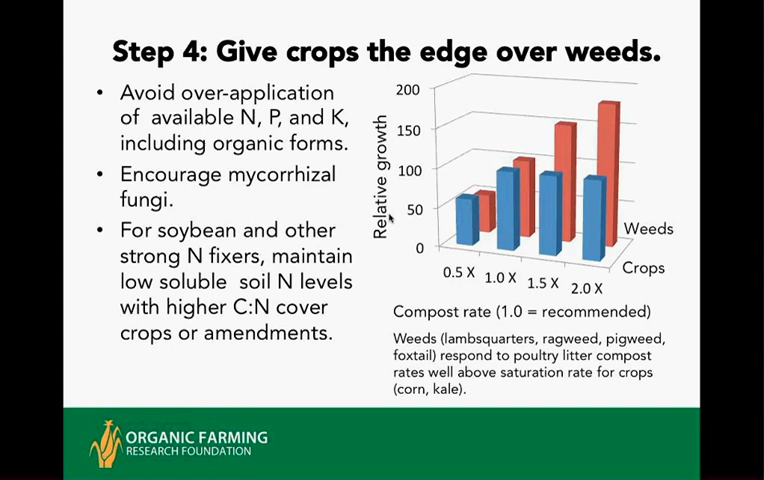 Step 4: Give crops the edge over weeds.
• Avoid over-application
of available N, P, and K,
including organic forms.
• Encourage mycorrhizal
fungi.
• For soybean and other
strong N fixers, maintain
low soluble soil N levels
with higher C:N cover
crops or amendments.
Relative growth
200
150
100
50
0
0.5 X
1.0 X
1.5 X
2.0 X
Weeds
Crops
Compost rate (1.0 = recommended)
Weeds (lambsquarters, ragweed, pigweed,
foxtail) respond to poultry litter compost
rates well above saturation rate for crops
(corn, kale).
ORGANIC FARMING
RESEARCH FOUNDATION